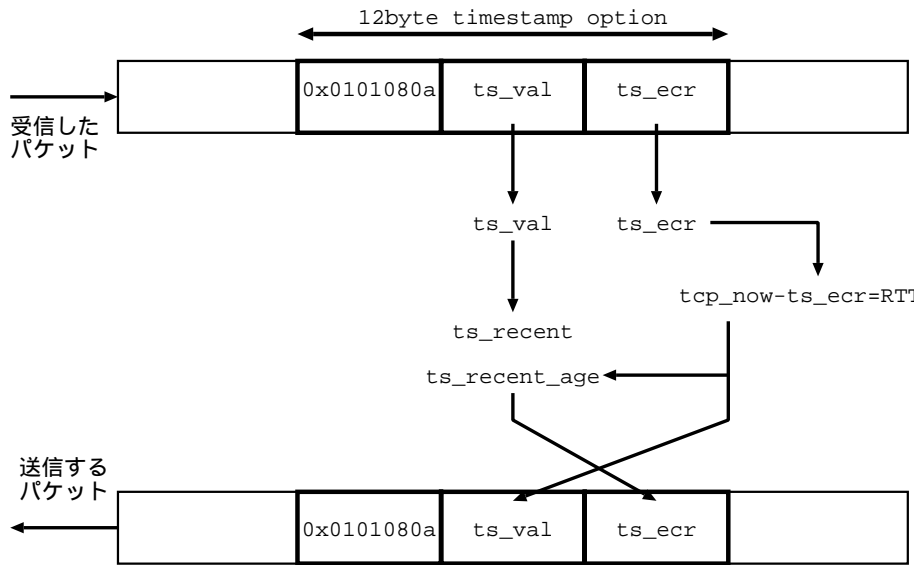 12byte timestamp option
0x0101080a ts_val ts_ecr
受信した
パケット
ts_val ts_ecr
tcp_now-ts_ecr=RTT
ts_recent
ts_recent_age
送信する
パケット
0x0101080a ts_val ts_ecr